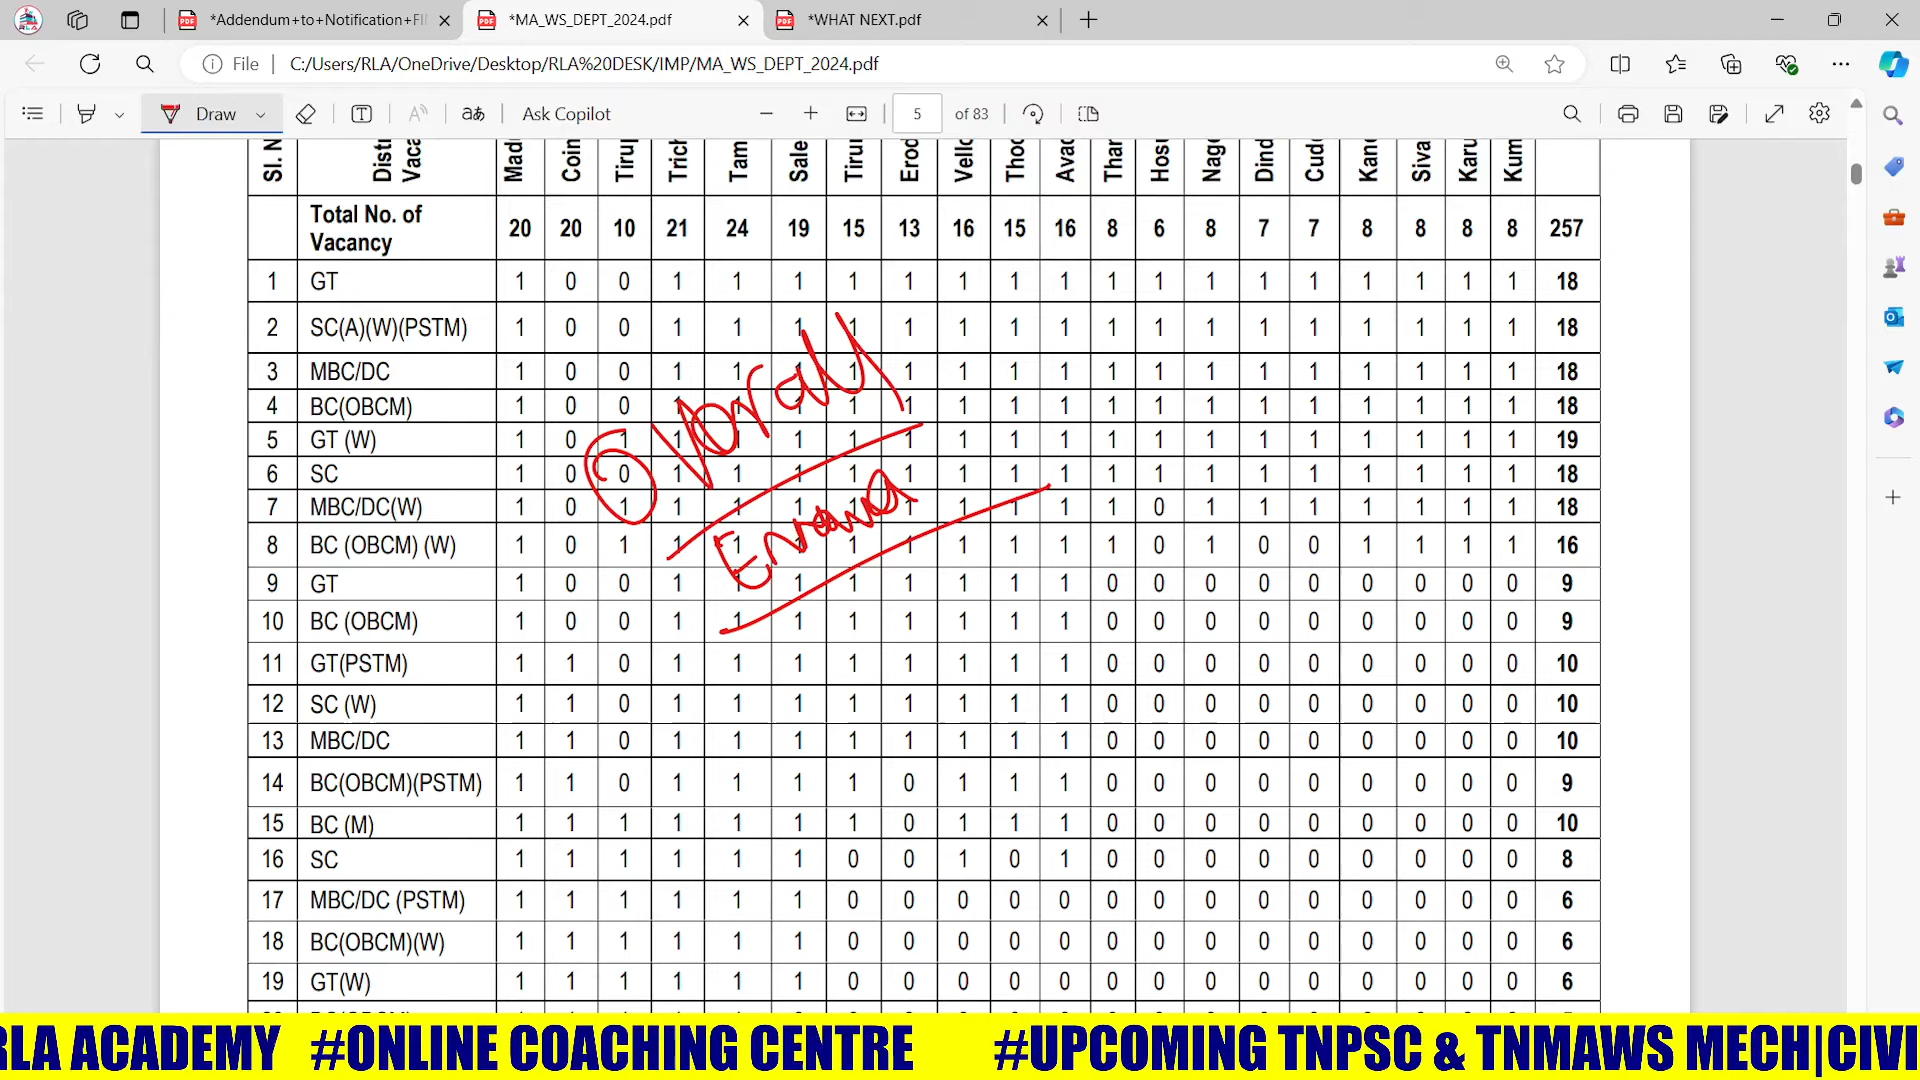 *Addendum+to+Notification+FI
*MA_WS_DEPT_2024.pdf
*WHAT NEXT.pdf
File
C:/Users/RLA/OneDrive/Desktop/RLA%20DESK/IMP/MA_WS_DEPT_2024.pdf
Draw
Ask Copilot
5 of 83
Sl. N Distri Vaca Madu Coin Tirup Trich Tam Sale Tirun Erod Vello Thoo Avad Than Hosu Nage Dind Cudd Kand Siva Karu Kum
Total No. of
Vacancy 20 20 10 21 24 19 15 13 16 15 16 8 6 8 7 7 8 8 8 8 257
1 GT 1 0 0 1 1 1 1 1 1 1 1 1 1 1 1 1 1 1 1 1 18
2 SC(A)(W)(PSTM) 1 0 0 1 1 1 1 1 1 1 1 1 1 1 1 1 1 1 1 1 18
3 MBC/DC 1 0 0 1 1 1 1 1 1 1 1 1 1 1 1 1 1 1 1 1 18
4 BC(OBCM) 1 0 0 1 1 1 1 1 1 1 1 1 1 1 1 1 1 1 1 1 18
5 GT (W) 1 0 1 1 1 1 1 1 1 1 1 1 1 1 1 1 1 1 1 1 19
6 SC 1 0 0 1 1 1 1 1 1 1 1 1 1 1 1 1 1 1 1 1 18
7 MBC/DC(W) 1 0 1 1 1 1 1 1 1 1 1 1 0 1 1 1 1 1 1 1 18
8 BC (OBCM) (W) 1 0 1 1 1 1 1 1 1 1 1 1 0 1 0 0 1 1 1 1 16
9 GT 1 0 0 1 1 1 1 1 1 1 1 0 0 0 0 0 0 0 0 0 9
10 BC (OBCM) 1 0 0 1 1 1 1 1 1 1 1 0 0 0 0 0 0 0 0 0 9
11 GT(PSTM) 1 1 0 1 1 1 1 1 1 1 1 0 0 0 0 0 0 0 0 0 10
12 SC (W) 1 1 0 1 1 1 1 1 1 1 1 0 0 0 0 0 0 0 0 0 10
13 MBC/DC 1 1 0 1 1 1 1 1 1 1 1 0 0 0 0 0 0 0 0 0 10
14 BC(OBCM)(PSTM) 1 1 0 1 1 1 1 0 1 1 1 0 0 0 0 0 0 0 0 0 9
15 BC (M) 1 1 1 1 1 1 1 0 1 1 1 0 0 0 0 0 0 0 0 0 10
16 SC 1 1 1 1 1 1 0 0 1 0 1 0 0 0 0 0 0 0 0 0 8
17 MBC/DC (PSTM) 1 1 1 1 1 1 0 0 0 0 0 0 0 0 0 0 0 0 0 0 6
18 BC(OBCM)(W) 1 1 1 1 1 1 0 0 0 0 0 0 0 0 0 0 0 0 0 0 6
19 GT(W) 1 1 1 1 1 1 0 0 0 0 0 0 0 0 0 0 0 0 0 0 6
Overall
RLA ACADEMY #ONLINE COACHING CENTRE #UPCOMING TNPSC & TNMAWS MECH|CIVI